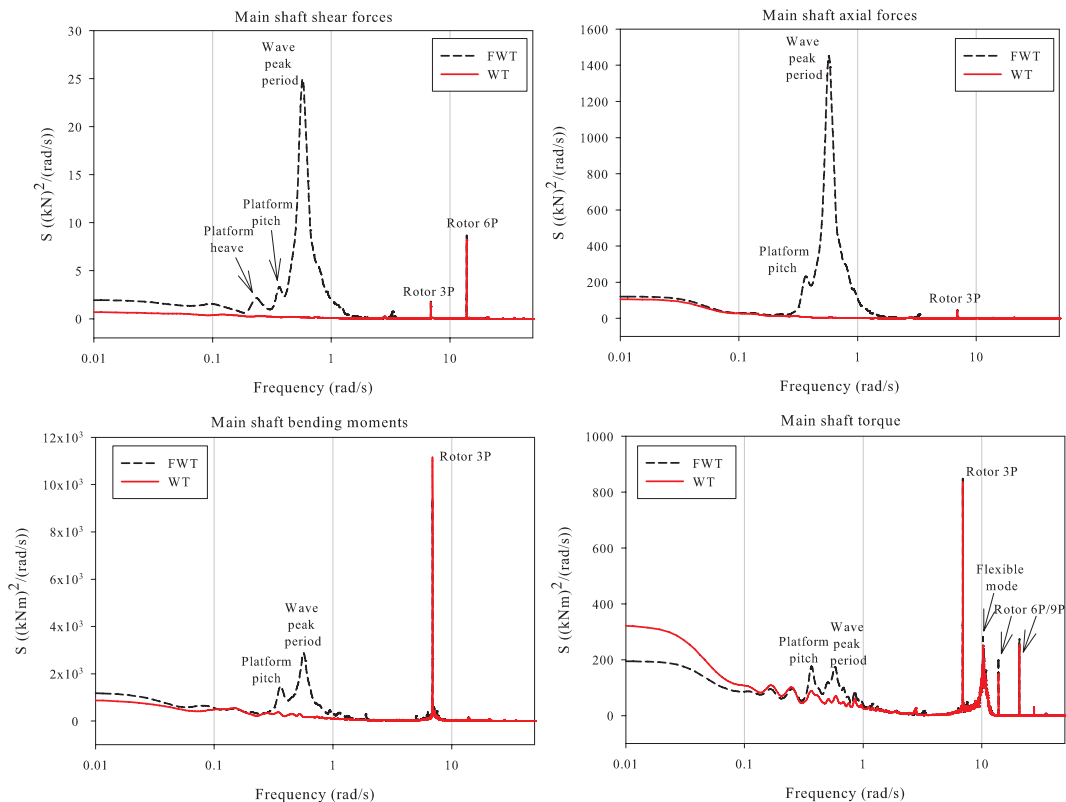 Main shaft shear forces
30
25
20
15
10
5
0
S ((kN)²/(rad/s))
Wave
peak
period
Platform
pitch
Platform
heave
Rotor 3P
Rotor 6P
FWT
WT
0.01
0.1
1
10
Frequency (rad/s)
Main shaft axial forces
1600
1400
1200
1000
800
600
400
200
0
S ((kN)²/(rad/s))
Wave
peak
period
Platform
pitch
Rotor 3P
FWT
WT
0.01
0.1
1
10
Frequency (rad/s)
Main shaft bending moments
12x10³
10x10³
8x10³
6x10³
4x10³
2x10³
0
S ((kNm)²/(rad/s))
FWT
WT
Rotor 3P
Wave
peak
period
Platform
pitch
0.01
0.1
1
10
Frequency (rad/s)
Main shaft torque
1000
800
600
400
200
0
S ((kNm)²/(rad/s))
FWT
WT
Rotor 3P
Flexible
mode
Rotor 6P/9P
Wave
peak
period
Platform
pitch
0.01
0.1
1
10
Frequency (rad/s)